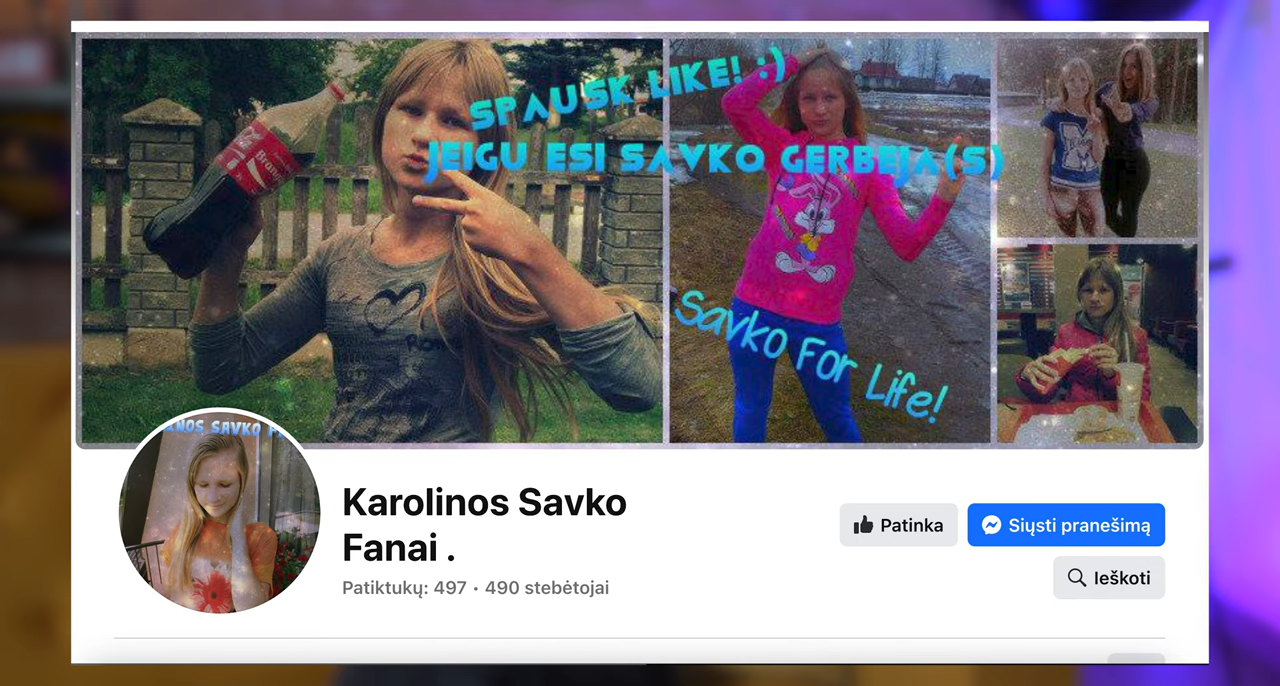 SPAUSK LIKE! :)
JEIGU ESI SAVKO GERBEJA(S)
Savko For Life!
Karolinos Savko
Fanai .
Patiktukų: 497 · 490 stebėtojai
Patinka
Siųsti pranešimą
Ieškoti